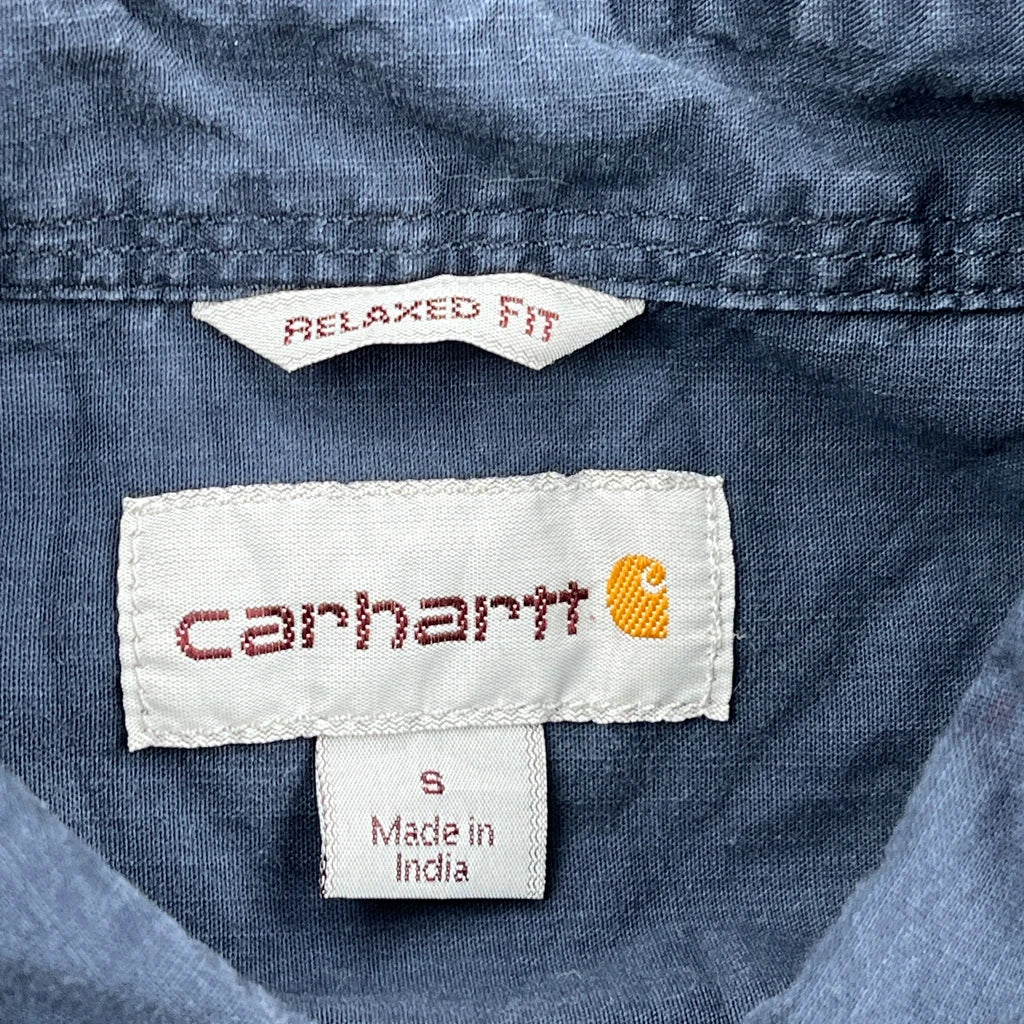 RELAXED FIT
carhartt
S
Made in
India